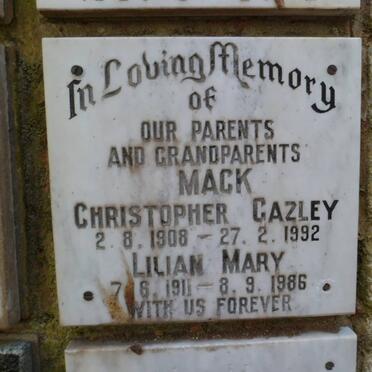 In Loving Memory
of
OUR PARENTS
AND GRANDPARENTS
MACK
CHRISTOPHER GAZLEY
2.8.1908 – 27.2.1992
LILIAN MARY
7.6.1911 – 8.9.1986
WITH US FOREVER